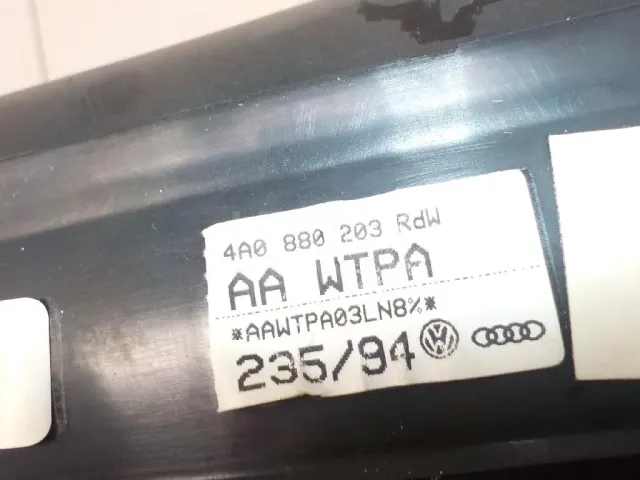 4A0 880 203 RdW
AA WTPA
*AAWTPA03LN8%*
235/94